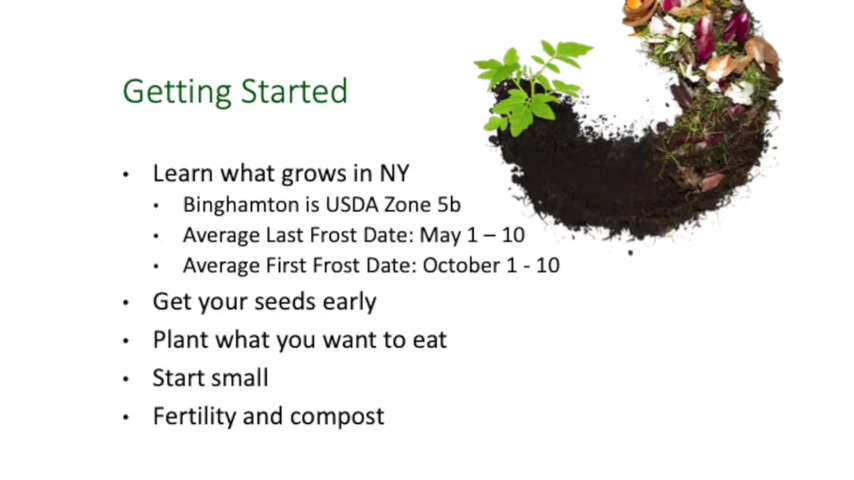 Getting Started
• Learn what grows in NY
• Binghamton is USDA Zone 5b
• Average Last Frost Date: May 1 – 10
• Average First Frost Date: October 1 - 10
• Get your seeds early
• Plant what you want to eat
• Start small
• Fertility and compost